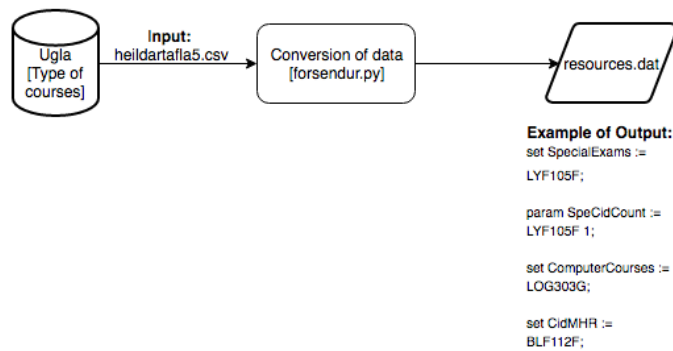 Ugla
[Type of
courses]
Input:
heildartafla5.csv
Conversion of data
[forsendur.py]
resources.dat
Example of Output:
set SpecialExams :=
LYF105F;
param SpeCidCount :=
LYF105F 1;
set ComputerCourses :=
LOG303G;
set CidMHR :=
BLF112F;